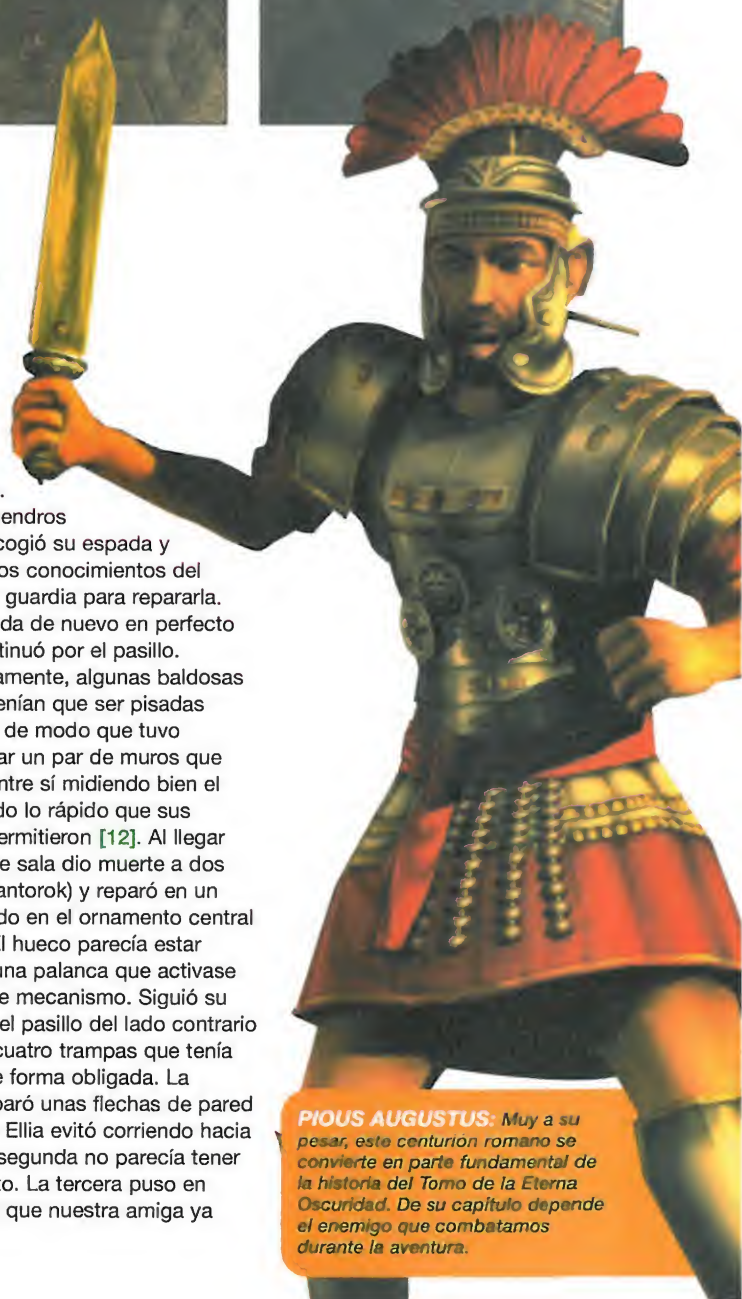 .
endros
cogió su espada y
os conocimientos del
guardia para repararla.
da de nuevo en perfecto
tinuó por el pasillo.
amente, algunas baldosas
enían que ser pisadas
de modo que tuvo
ar un par de muros que
ntre sí midiendo bien el
do lo rápido que sus
ermitieron [12]. Al llegar
e sala dio muerte a dos
antorok) y reparó en un
do en el ornamento central
l hueco parecía estar
una palanca que activase
e mecanismo. Siguió su
el pasillo del lado contrario
cuatro trampas que tenía
e forma obligada. La
paró unas flechas de pared
Ellia evitó corriendo hacia
segunda no parecía tener
to. La tercera puso en
que nuestra amiga ya
PIOUS AUGUSTUS: Muy a su
pesar, este centurión romano se
convierte en parte fundamental de
la historia del Tomo de la Eterna
Oscuridad. De su capítulo depende
el enemigo que combatamos
durante la aventura.